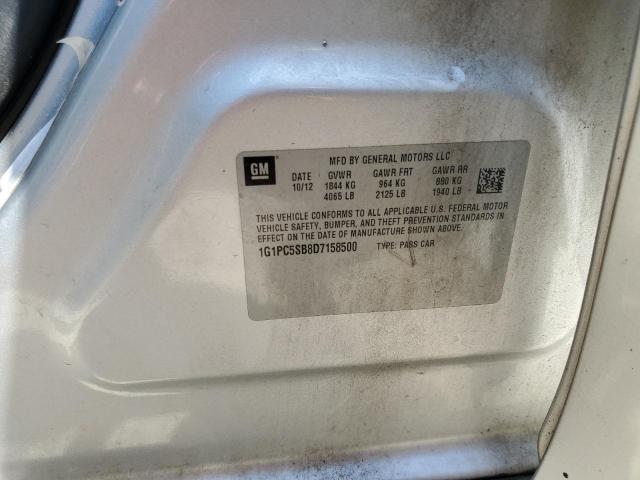 GM
MFD BY GENERAL MOTORS LLC
DATE GVWR GAWR FRT GAWR RR
10/12 1844 KG 964 KG 880 KG
4065 LB 2125 LB 1940 LB
THIS VEHICLE CONFORMS TO ALL APPLICABLE U.S. FEDERAL MOTOR
VEHICLE SAFETY, BUMPER, AND THEFT PREVENTION STANDARDS
IN EFFECT ON THE DATE OF MANUFACTURE SHOWN ABOVE.
1G1PC5SB8D7158500 TYPE: PASS CAR